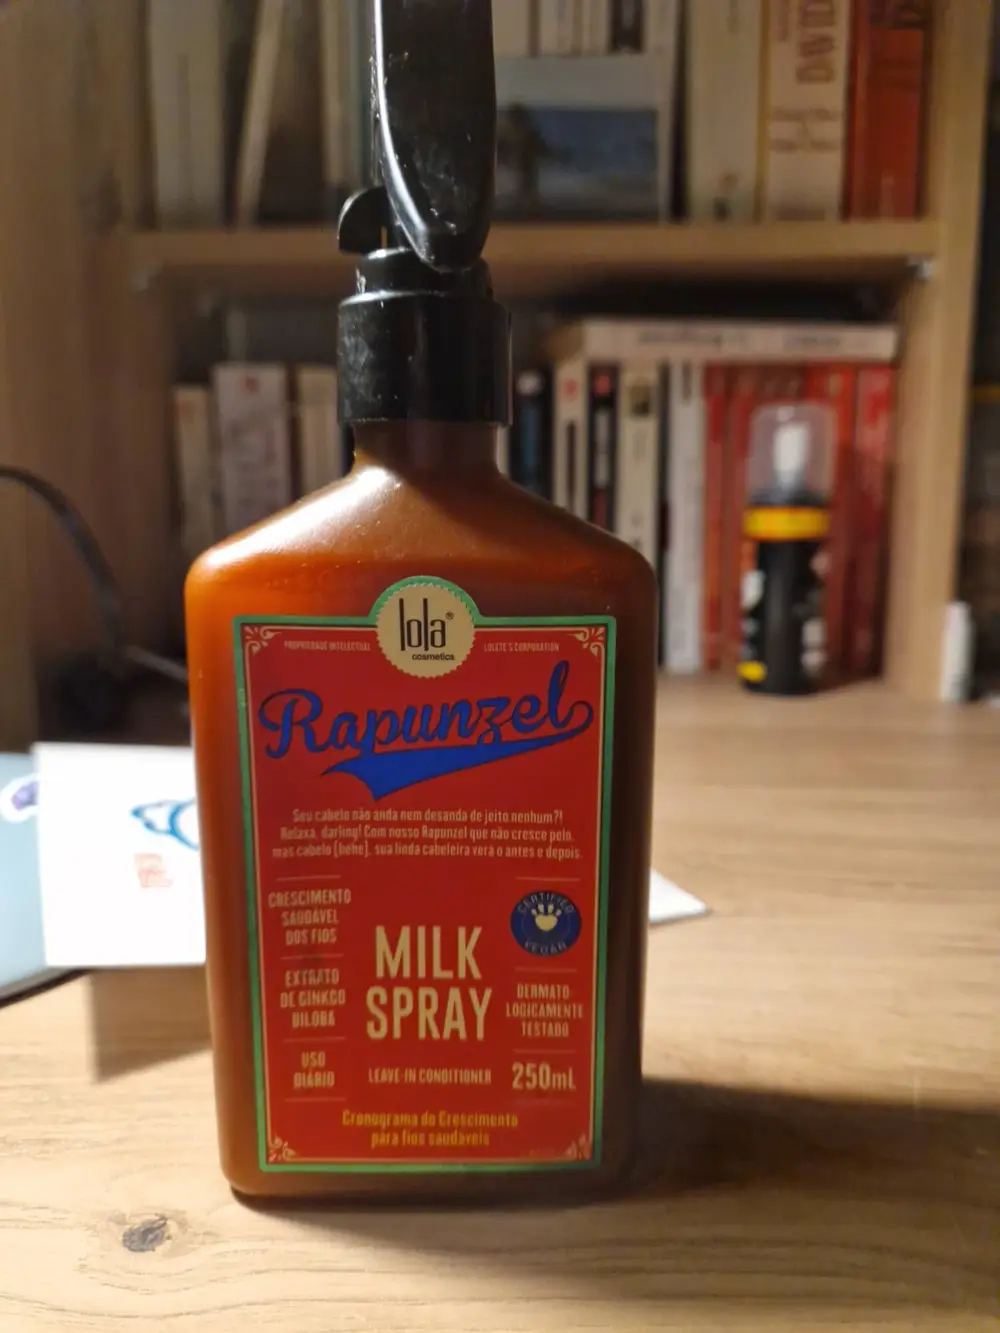 DAVID
lola®
cosmetics
PROPRIEDADE INTELECTUAL
LOLETE'S CORPORATION
Rapunzel
Seu cabelo não anda nem desanda de jeito nenhum?!
Relaxa, darling! Com nosso Rapunzel que não cresce pelo,
mas cabelo (hehe), sua linda cabeleira verá o antes e depois.
CRESCIMENTO
SAUDÁVEL
DOS FIOS
EXTRATO
DE GINKGO
BILOBA
USO
DIÁRIO
MILK
SPRAY
LEAVE-IN CONDITIONER
CERTIFIED
VEGAN
DERMATO-
LOGICAMENTE
TESTADO
250mL
Cronograma do Crescimento
para fios saudáveis